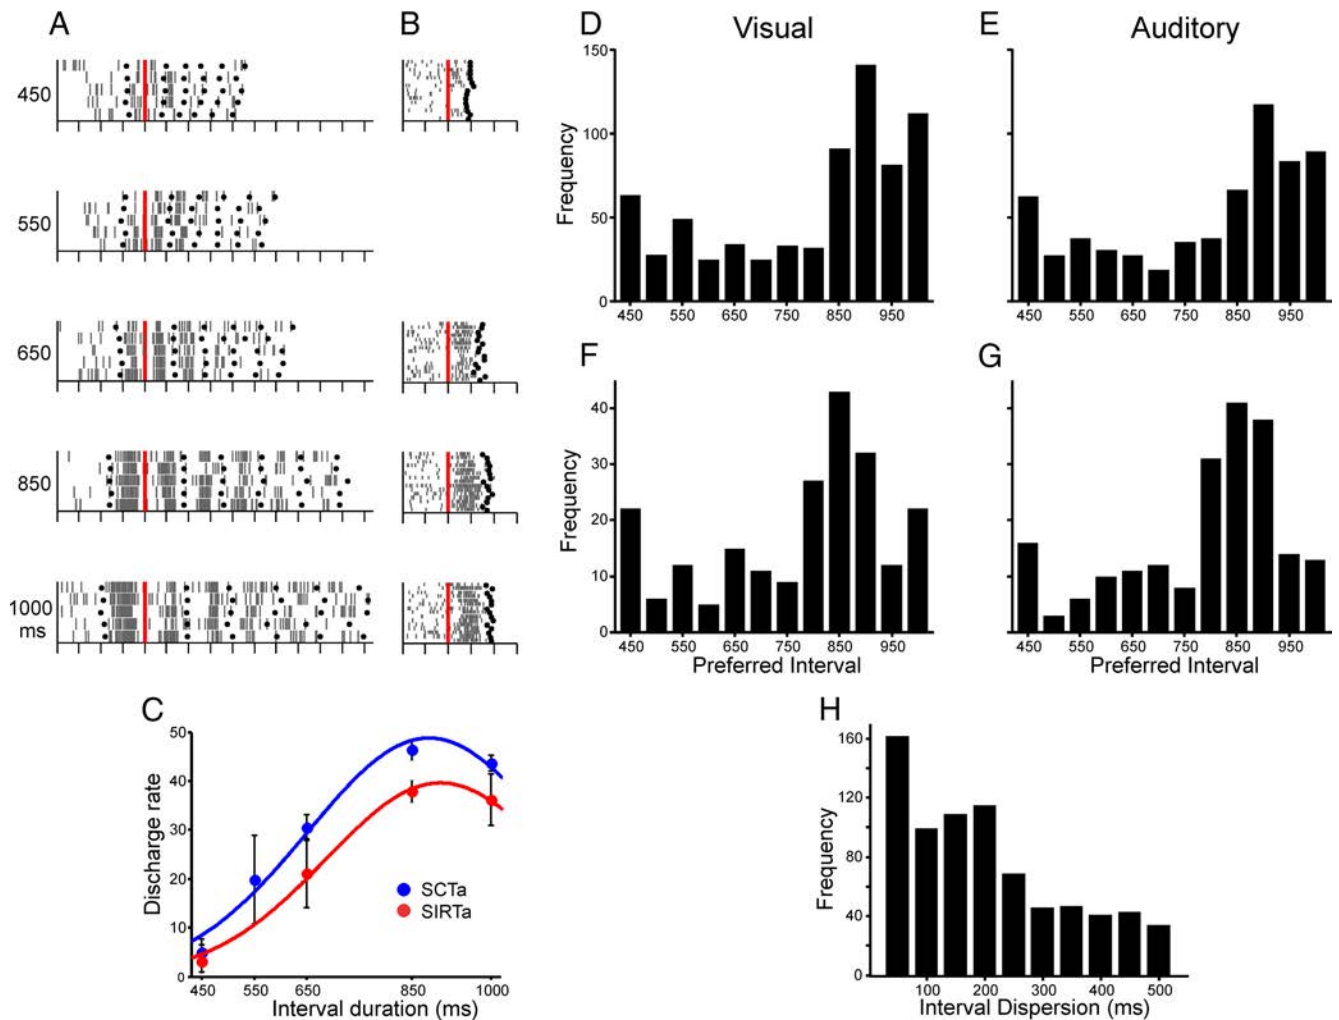 A
B
450
550
650
850
1000
ms
C
50
40
30
20
10
0
Discharge rate
SCTa
SIRTa
450 550 650 850 1000
Interval duration (ms)
D
Visual
150
100
50
0
Frequency
450 550 650 750 850 950
E
Auditory
450 550 650 750 850 950
F
40
30
20
10
0
Frequency
450 550 650 750 850 950
Preferred Interval
G
450 550 650 750 850 950
Preferred Interval
H
160
120
80
40
0
Frequency
100 200 300 400 500
Interval Dispersion (ms)